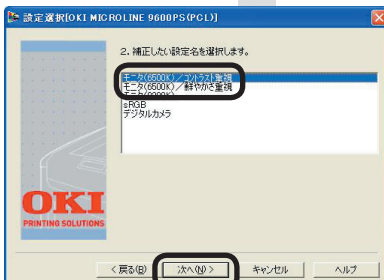 設定選択[OKI MICROLINE 9600PS(PCL)]
2. 補正したい設定名を選択します。
モニタ(6500K)／コントラスト重視
モニタ(6500K)／鮮やかさ重視
sRGB
デジタルカメラ
OKI
PRINTING SOLUTIONS
< 戻る(B)
次へ(N) >
キャンセル
ヘルプ